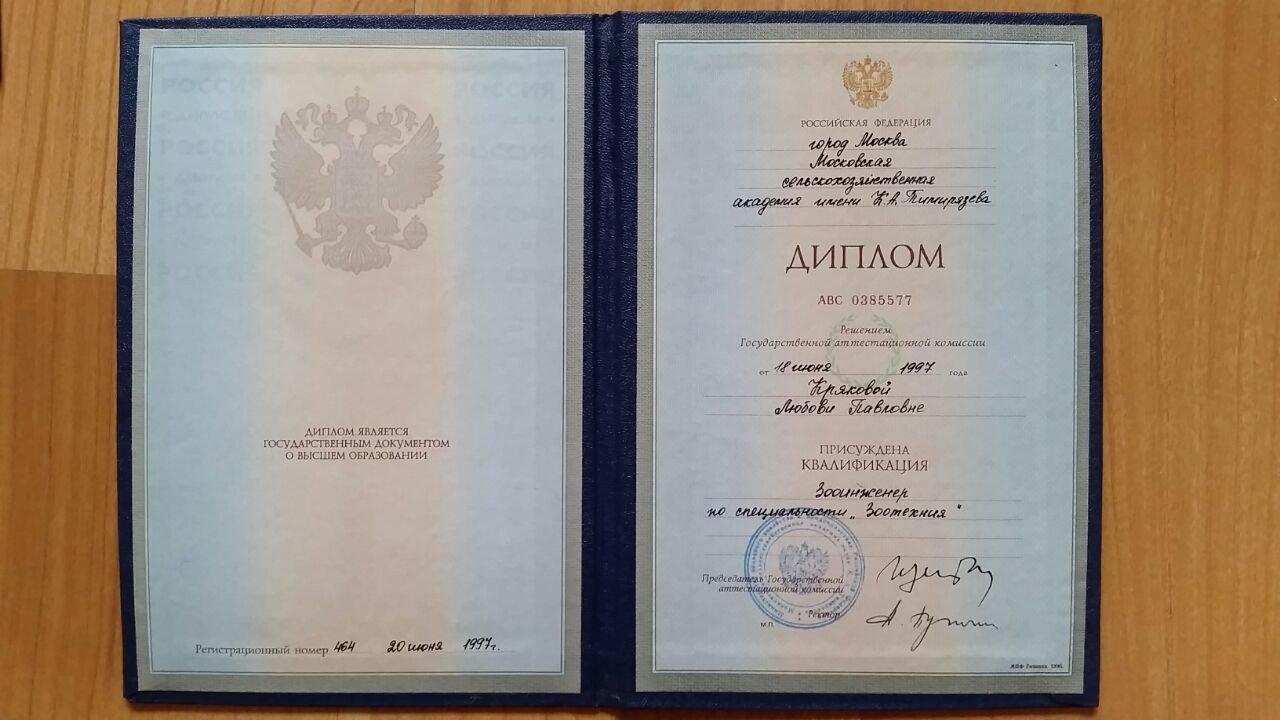 ДИПЛОМ ЯВЛЯЕТСЯ
ГОСУДАРСТВЕННЫМ ДОКУМЕНТОМ
О ВЫСШЕМ ОБРАЗОВАНИИ
Регистрационный номер 464 20 июня 1997г.
РОССИЙСКАЯ ФЕДЕРАЦИЯ
город Москва
Московская
сельскохозяйственная
академия имени К.А.Тимирязева
ДИПЛОМ
АВС 0385577
Решением
Государственной аттестационной комиссии
от 18 июня 1997 года
Кряковой
Любови Павловне
ПРИСУЖДЕНА
КВАЛИФИКАЦИЯ
Зооинженер
по специальности „Зоотехния"
Председатель Государственной
аттестационной комиссии
Ректор
М.П.